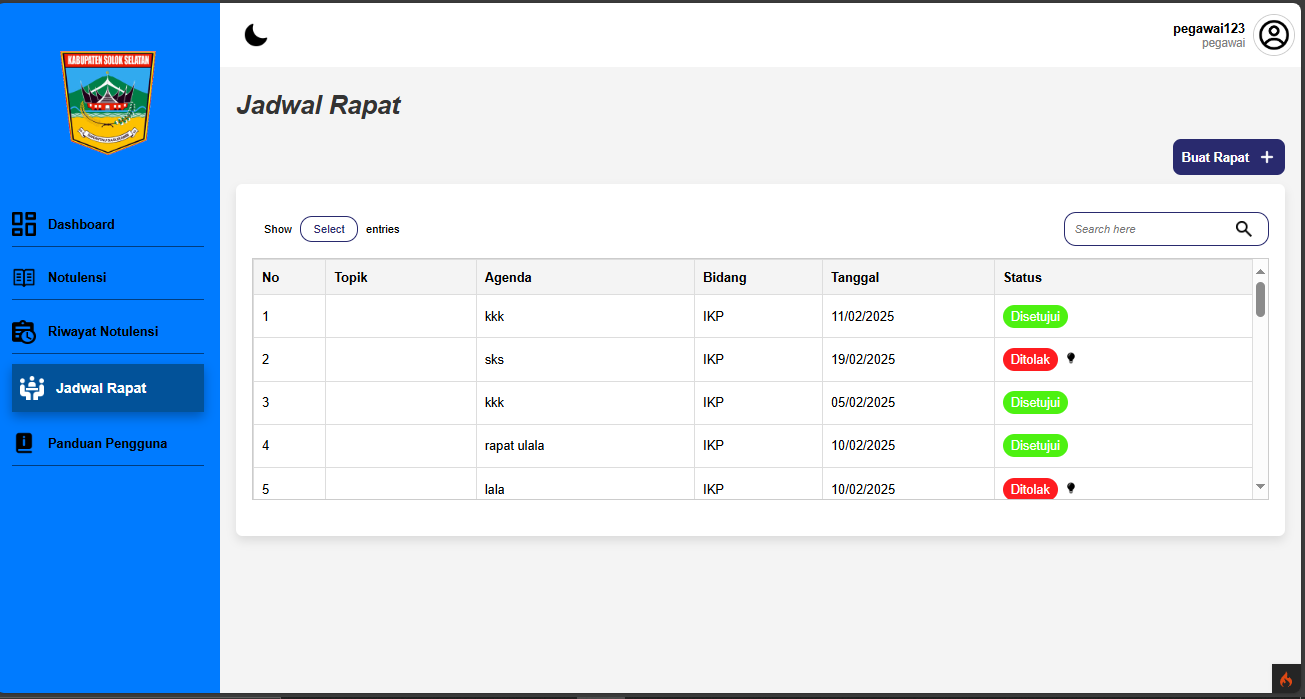 KABUPATEN SOLOK SELATAN
pegawai123
pegawai
Dashboard
Notulensi
Riwayat Notulensi
Jadwal Rapat
Panduan Pengguna
Jadwal Rapat
Buat Rapat +
Show Select entries
Search here
No Topik Agenda Bidang Tanggal Status
1 kkk IKP 11/02/2025 Disetujui
2 sks IKP 19/02/2025 Ditolak
3 kkk IKP 05/02/2025 Disetujui
4 rapat ulala IKP 10/02/2025 Disetujui
5 lala IKP 10/02/2025 Ditolak